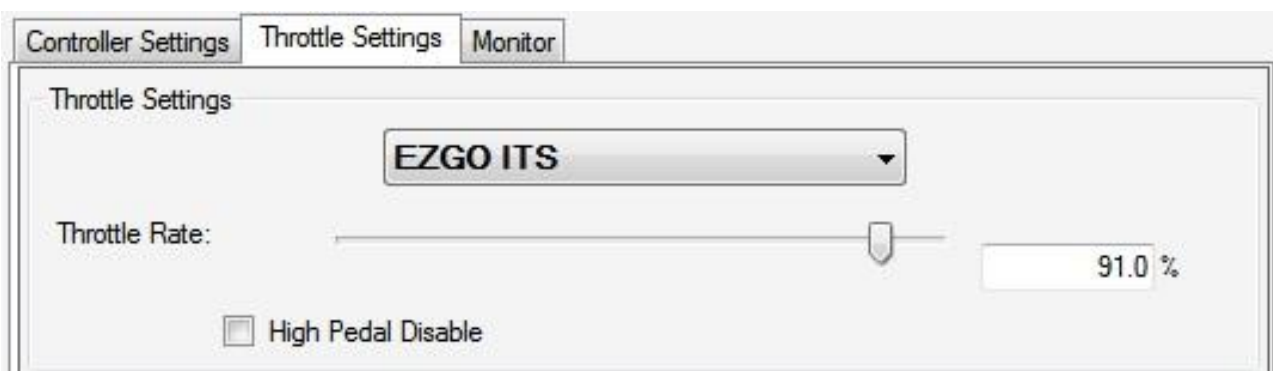 Controller Settings Throttle Settings Monitor
Throttle Settings
EZGO ITS
Throttle Rate:
91.0 %
High Pedal Disable